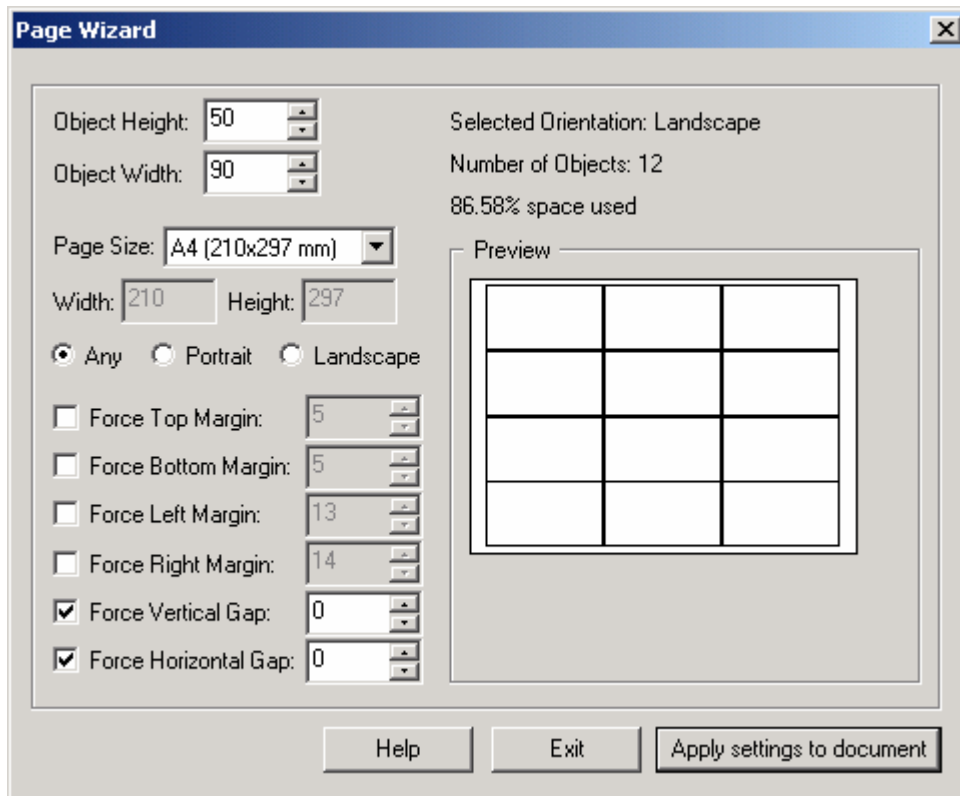 Page Wizard
Object Height: 50
Object Width: 90
Page Size: A4 (210x297 mm)
Width: 210 Height: 297
Any Portrait Landscape
Force Top Margin: 5
Force Bottom Margin: 5
Force Left Margin: 13
Force Right Margin: 14
Force Vertical Gap: 0
Force Horizontal Gap: 0
Selected Orientation: Landscape
Number of Objects: 12
86.58% space used
Preview
Help Exit Apply settings to document